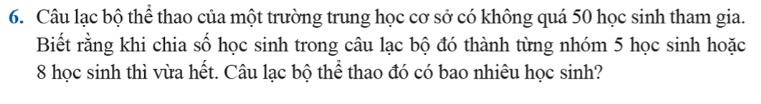 6. Câu lạc bộ thể thao của một trường trung học cơ sở có không quá 50 học sinh tham gia.
Biết rằng khi chia số học sinh trong câu lạc bộ đó thành từng nhóm 5 học sinh hoặc
8 học sinh thì vừa hết. Câu lạc bộ thể thao đó có bao nhiêu học sinh?